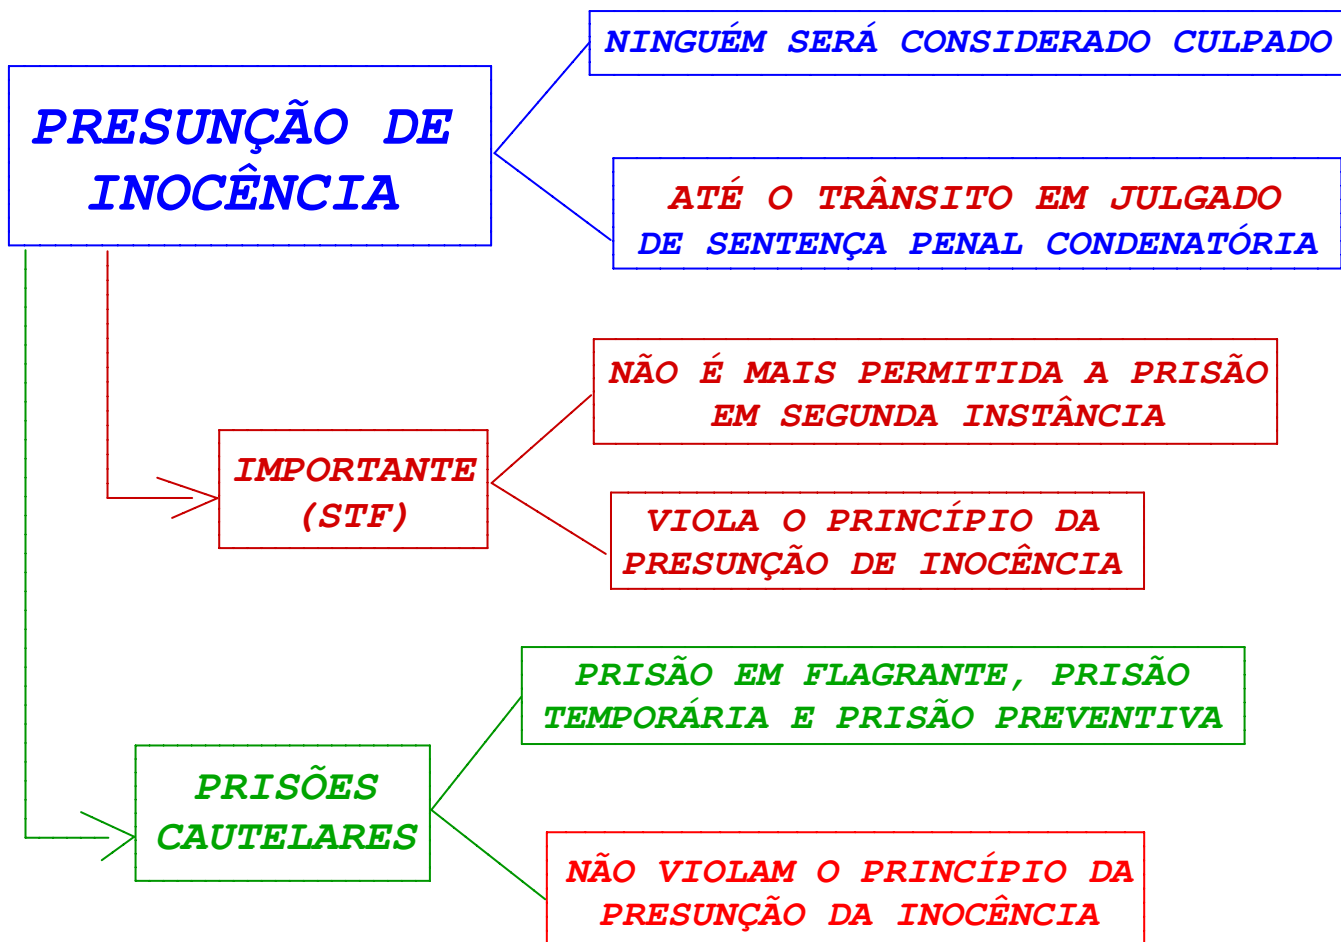 NINGUÉM SERÁ CONSIDERADO CULPADO
PRESUNÇÃO DE
INOCÊNCIA
ATÉ O TRÂNSITO EM JULGADO
DE SENTENÇA PENAL CONDENATÓRIA
NÃO É MAIS PERMITIDA A PRISÃO
EM SEGUNDA INSTÂNCIA
IMPORTANTE
(STF)
VIOLA O PRINCÍPIO DA
PRESUNÇÃO DE INOCÊNCIA
PRISÃO EM FLAGRANTE, PRISÃO
TEMPORÁRIA E PRISÃO PREVENTIVA
PRISÕES
CAUTELARES
NÃO VIOLAM O PRINCÍPIO DA
PRESUNÇÃO DA INOCÊNCIA